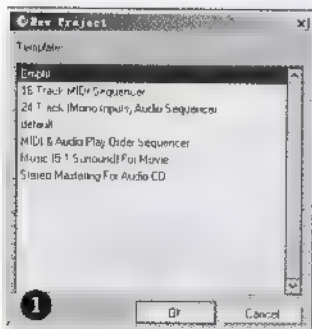 New Project
Template
Empty
16 Track MIDI Sequencer
24 Track (Mono Inputs) Audio Sequencer
default
MIDI & Audio Play Order Sequencer
Music (5.1 Surround) For Movie
Stereo Mastering For Audio CD
1
OK
Cancel